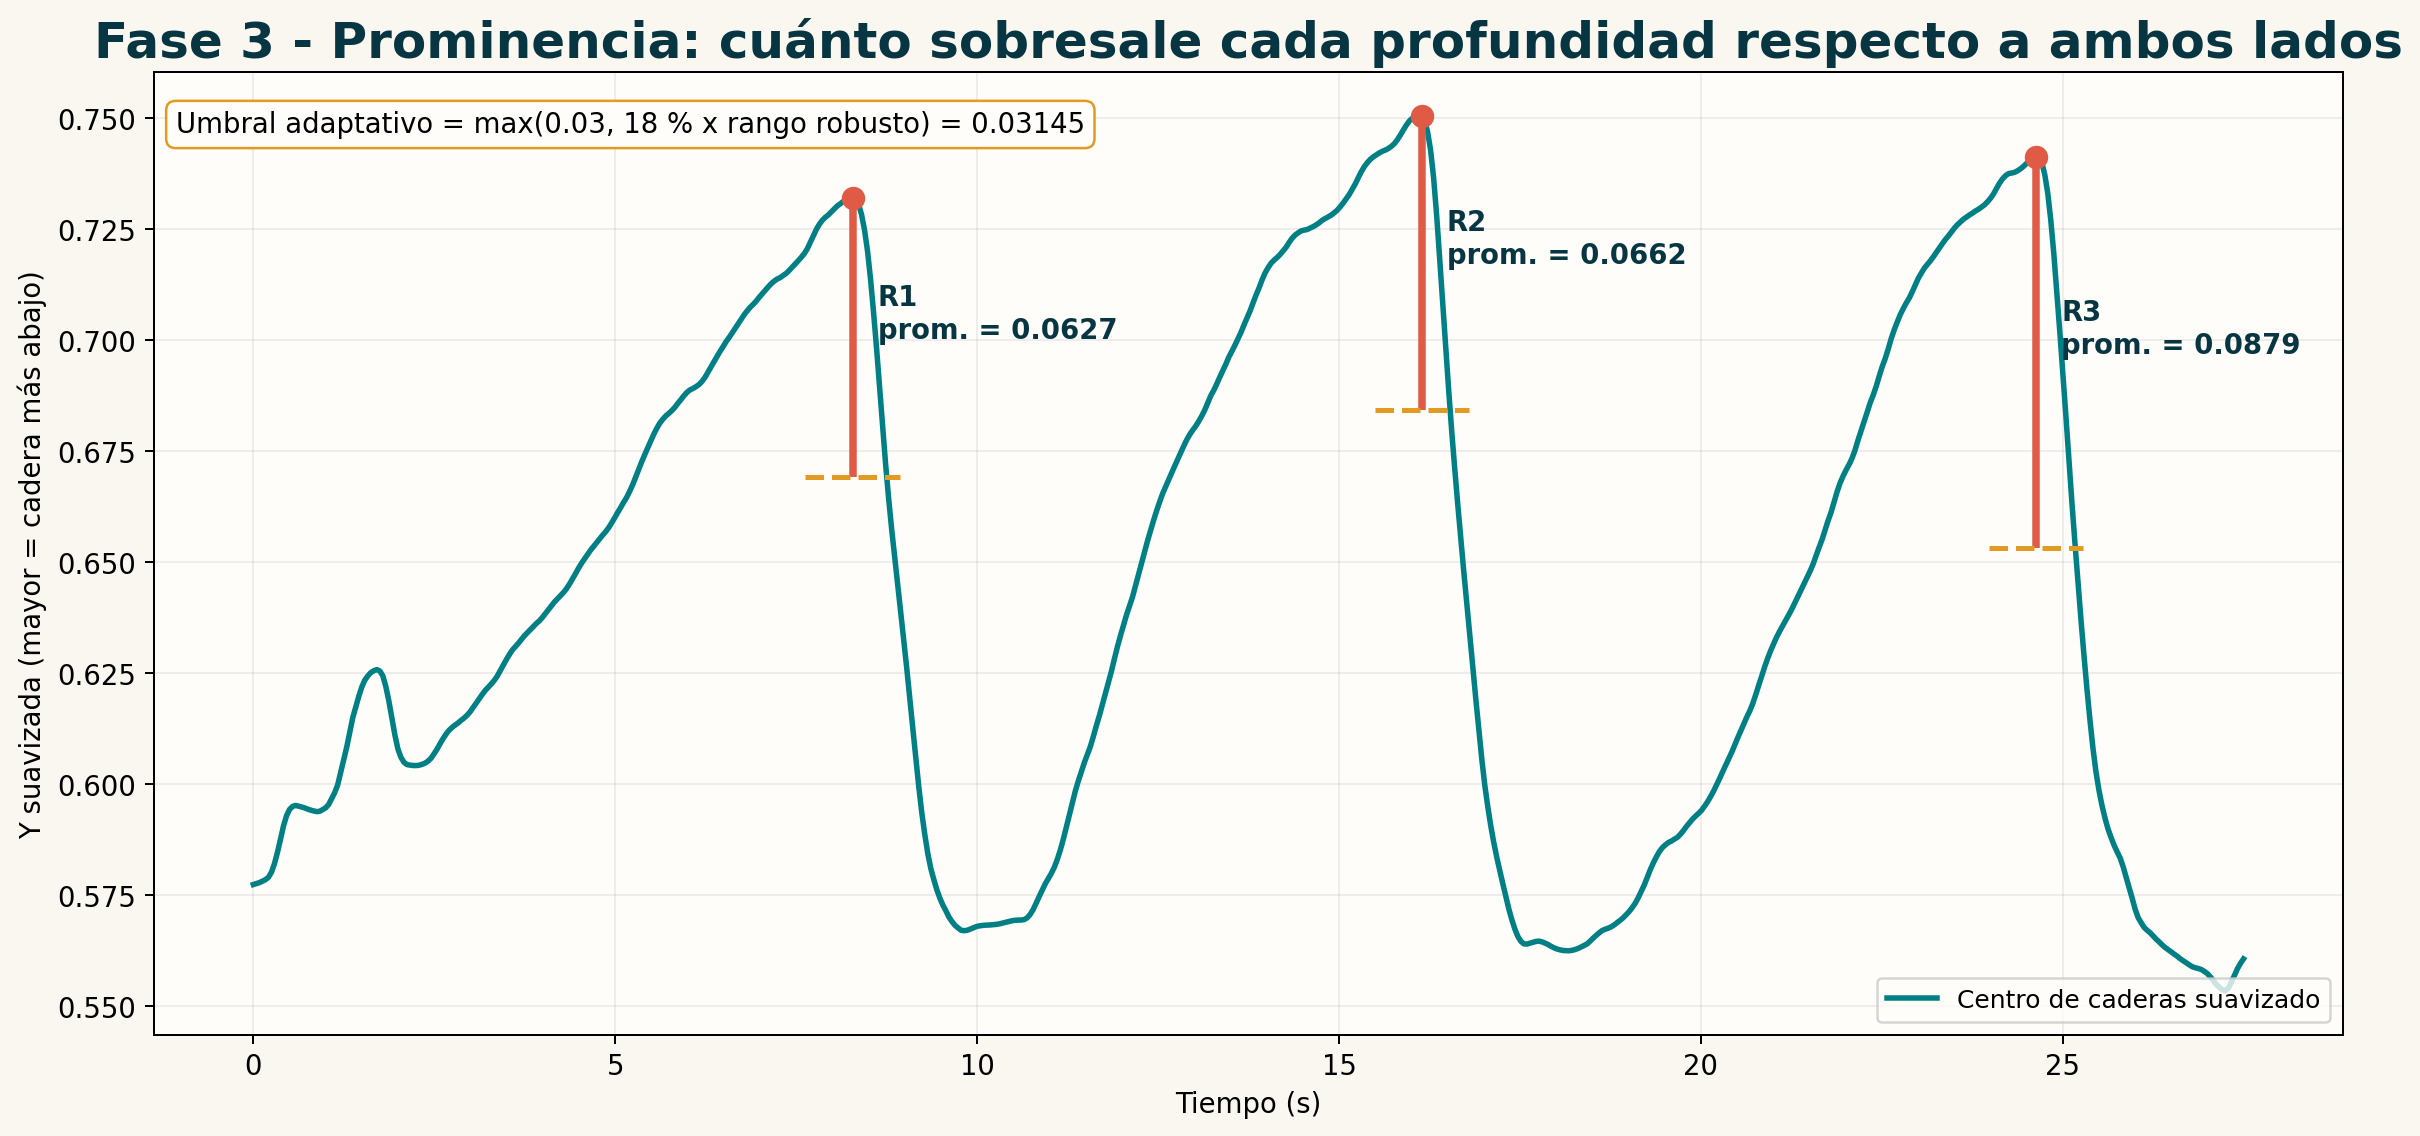 Fase 3 - Prominencia: cuánto sobresale cada profundidad respecto a ambos lados
Umbral adaptativo = max(0.03, 18 % x rango robusto) = 0.03145
Y suavizada (mayor = cadera más abajo)
0.750
0.725
0.700
0.675
0.650
0.625
0.600
0.575
0.550
R1
prom. = 0.0627
R2
prom. = 0.0662
R3
prom. = 0.0879
Centro de caderas suavizado
0
5
10
15
20
25
Tiempo (s)